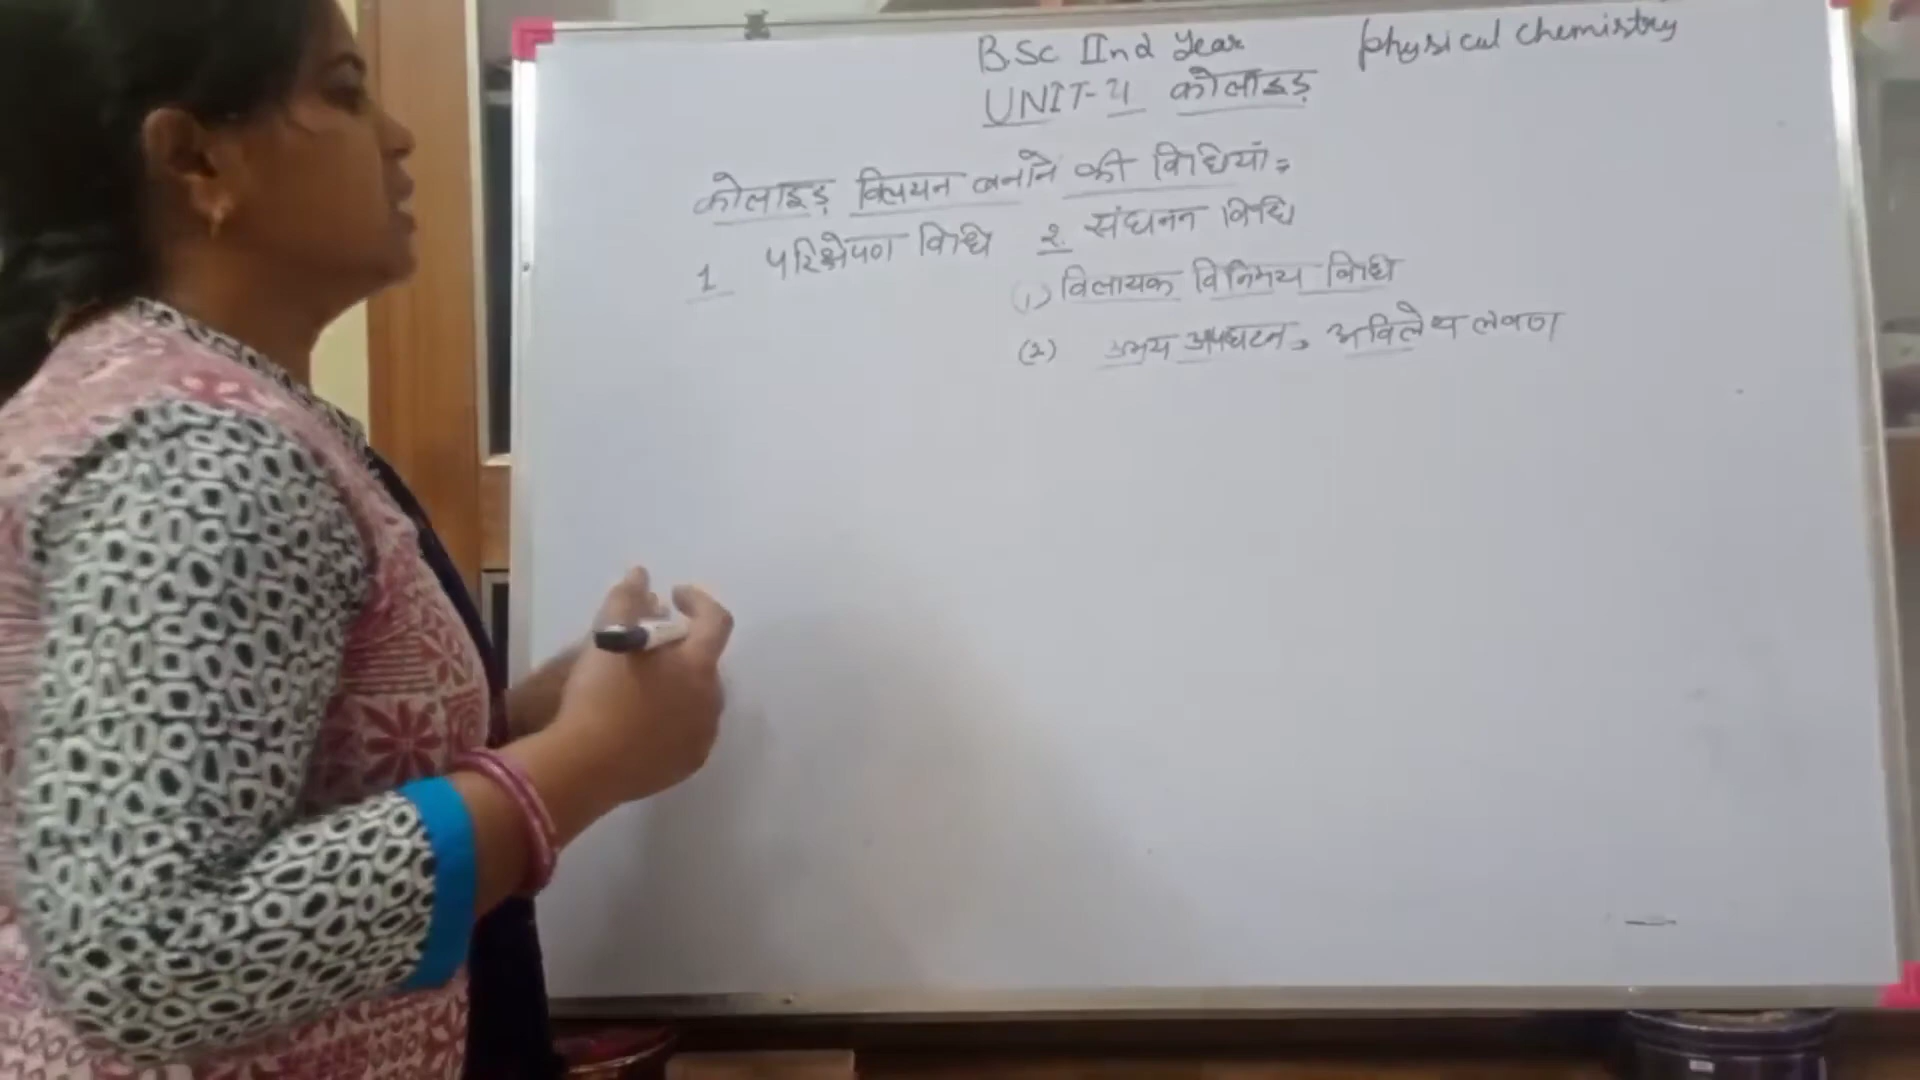 B.Sc IInd Year physical chemistry
UNIT-4 कोलाइड
कोलाइड विलयन बनाने की विधियां
1 परिक्षेपण विधि 2. संघनन विधि
(1) विलायक विनिमय विधि
(2) उभय अपघटन, अविलेय लवण